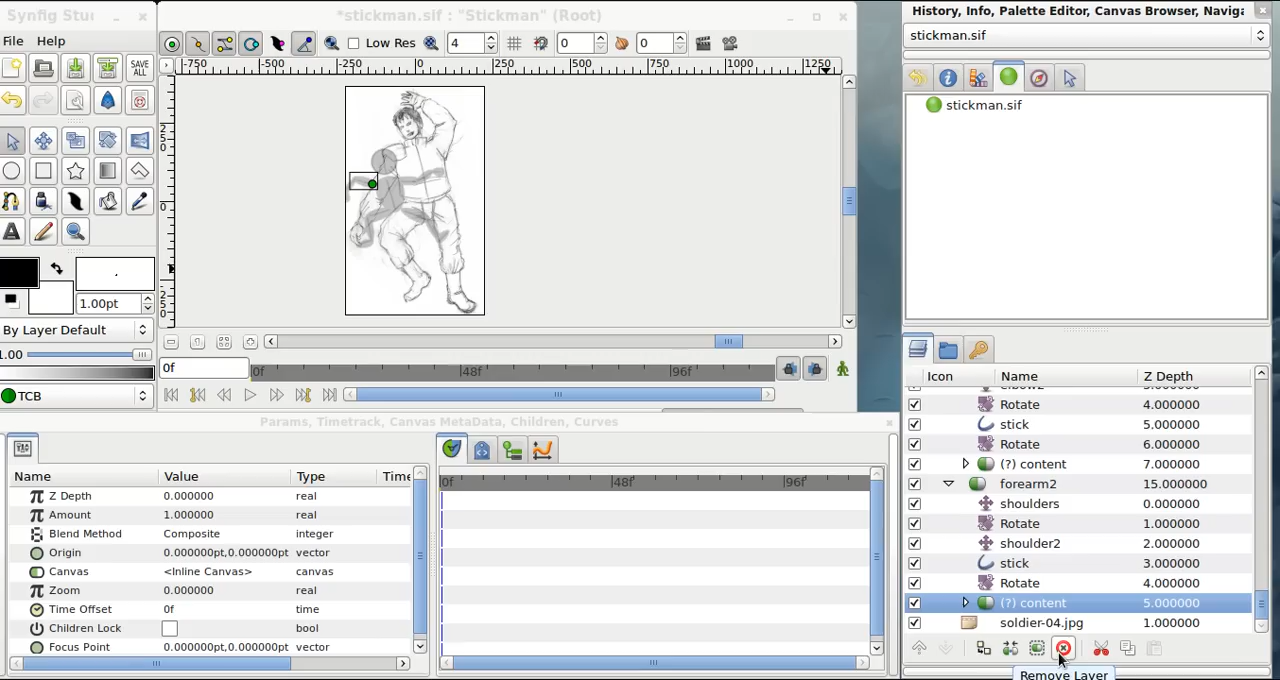 Synfig Stu
*stickman.sif : "Stickman" (Root)
History, Info, Palette Editor, Canvas Browser, Naviga
File Help
Low Res 4 0 0
stickman.sif
SAVE ALL
-750 -500 -250 0 250 500 750 1000 1250
stickman.sif
1.00pt
By Layer Default
1.00
TCB
0f
0f 48f 96f
Params, Timetrack, Canvas MetaData, Children, Curves
Name Value Type Time
Z Depth 0.000000 real
Amount 1.000000 real
Blend Method Composite integer
Origin 0.000000pt,0.000000pt vector
Canvas <Inline Canvas> canvas
Zoom 0.000000 real
Time Offset 0f time
Children Lock bool
Focus Point 0.000000pt,0.000000pt vector
0f 48f 96f
Icon Name Z Depth
Rotate 4.000000
stick 5.000000
Rotate 6.000000
(?) content 7.000000
forearm2 15.000000
shoulders 0.000000
Rotate 1.000000
shoulder2 2.000000
stick 3.000000
Rotate 4.000000
(?) content 5.000000
soldier-04.jpg 1.000000
Remove Layer